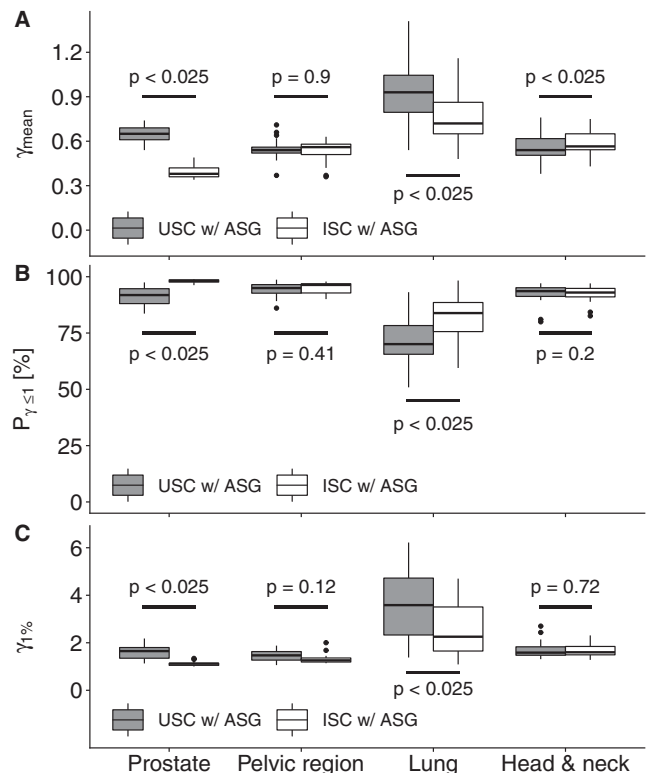 A
1.2
0.9
0.6
0.3
0.0
γmean
p < 0.025
p = 0.9
p < 0.025
p < 0.025
USC w/ ASG
ISC w/ ASG
B
100
75
50
25
0
Pγ ≤1 [%]
p < 0.025
p = 0.41
p = 0.2
p < 0.025
USC w/ ASG
ISC w/ ASG
C
6
4
2
0
γ1%
p < 0.025
p = 0.12
p = 0.72
p < 0.025
USC w/ ASG
ISC w/ ASG
Prostate
Pelvic region
Lung
Head & neck